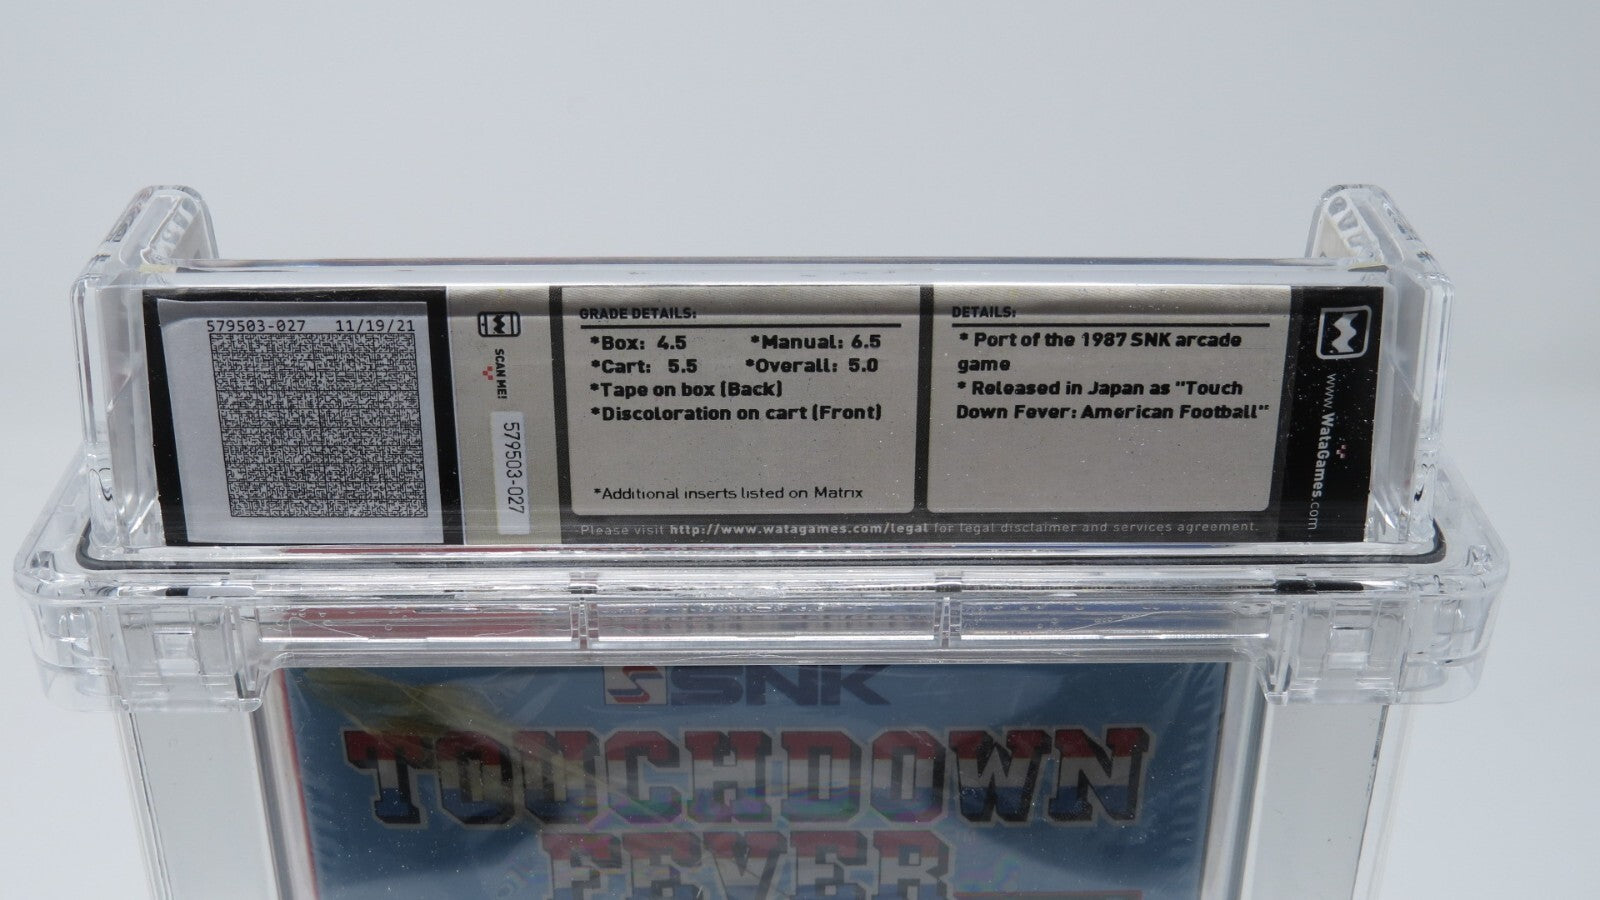 579503-027 11/19/21
SCAN ME!
579503-027
GRADE DETAILS:
*Box: 4.5 *Manual: 6.5
*Cart: 5.5 *Overall: 5.0
*Tape on box (Back)
*Discoloration on cart (Front)
*Additional inserts listed on Matrix
DETAILS:
* Port of the 1987 SNK arcade
game
* Released in Japan as "Touch
Down Fever: American Football"
Please visit http://www.watagames.com/legal for legal disclaimer and services agreement.
www.WataGames.com
SNK
TOUCHDOWN
FEVER